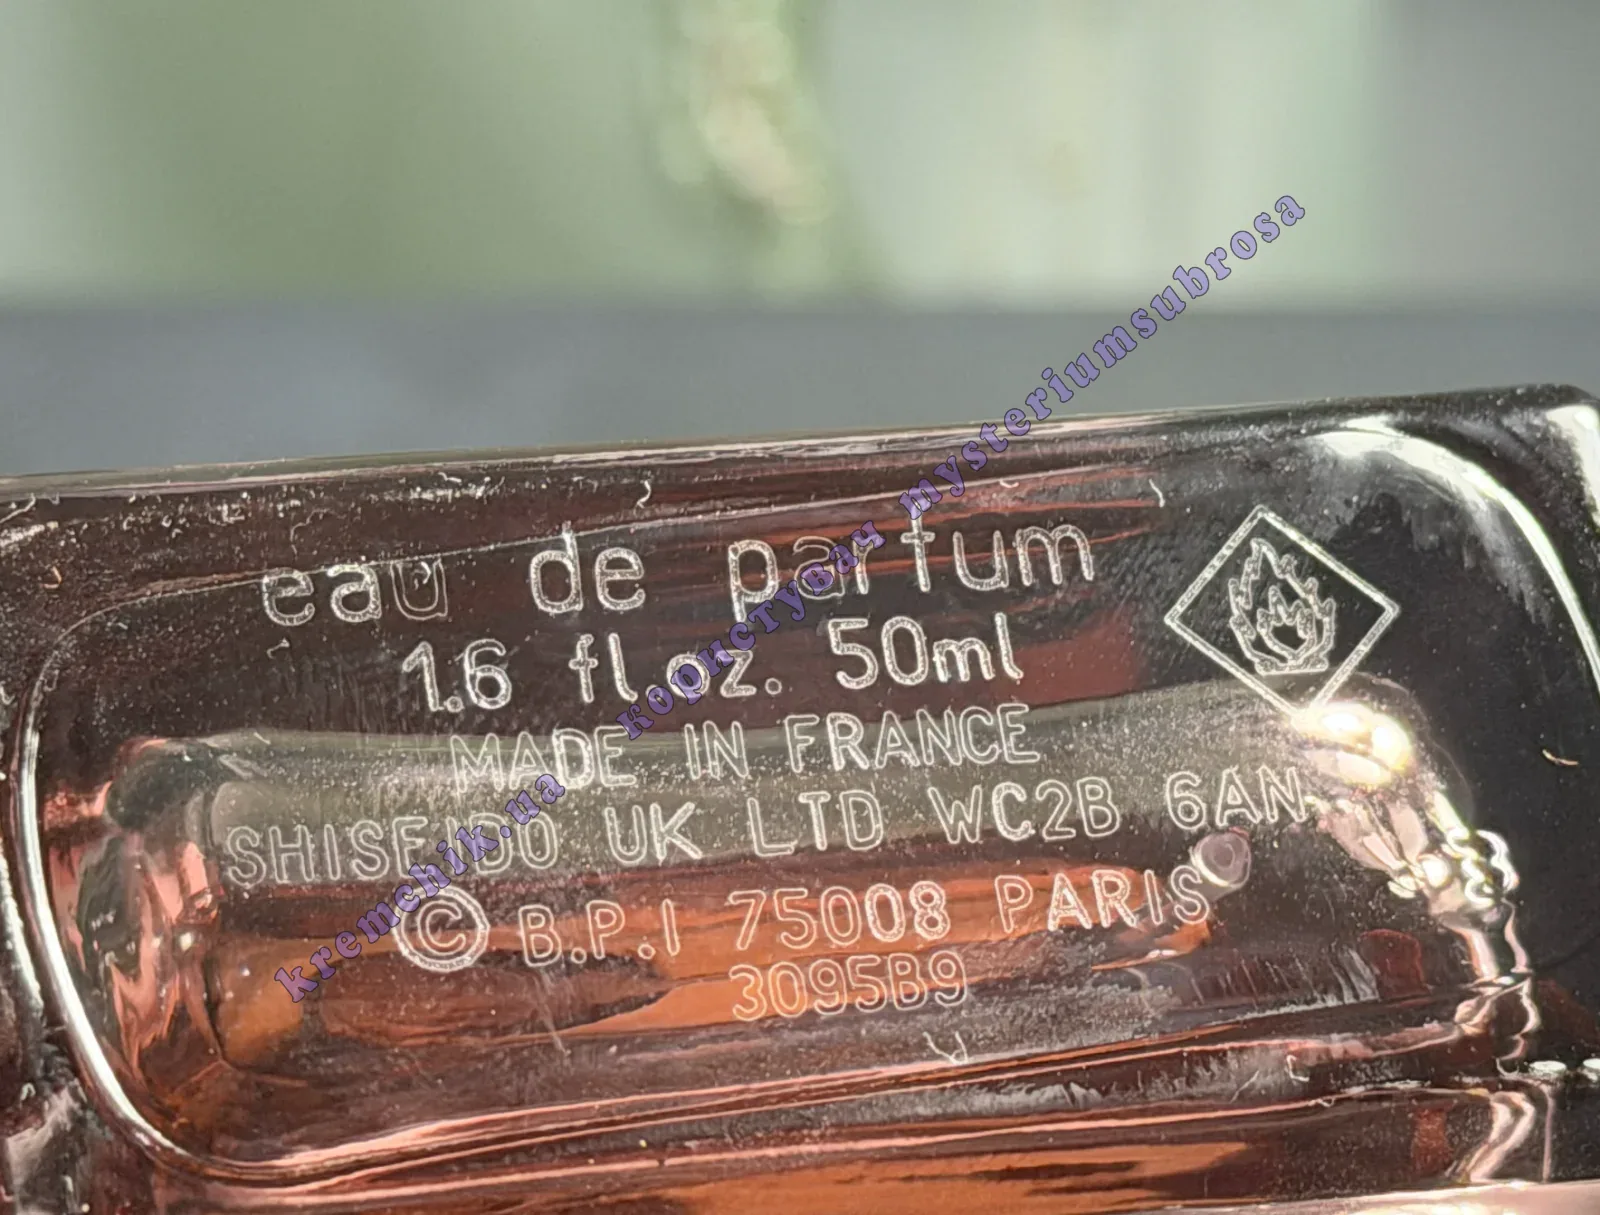 eau de parfum
1.6 fl.oz. 50ml
MADE IN FRANCE
SHISEIDO UK LTD WC2B 6AN
© B.P.I 75008 PARIS
3095B9
kremchik.ua користувач mysteriumsubrosa